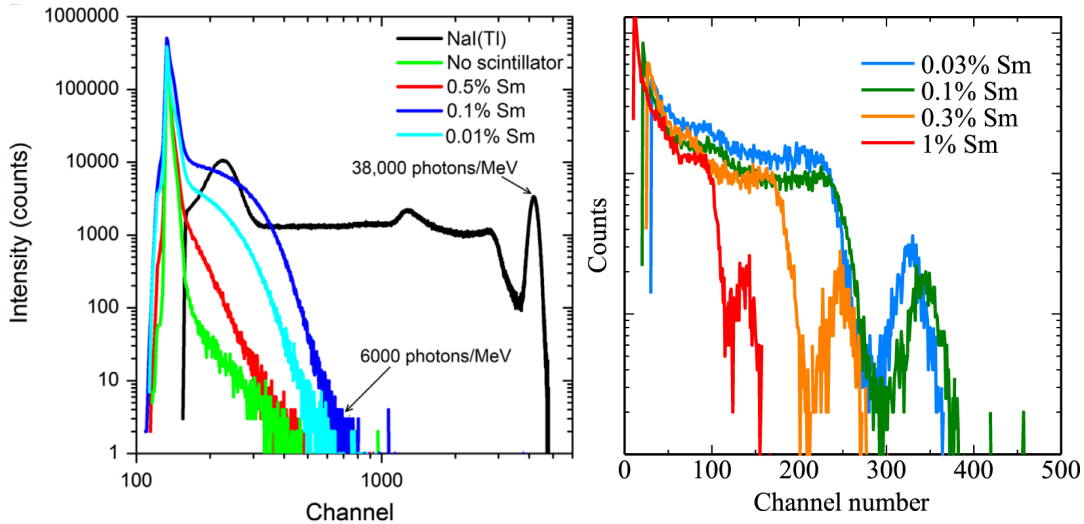 10000000
1000000
100000
10000
1000
100
10
1
Intensity (counts)
NaI(Tl)
No scintillator
0.5% Sm
0.1% Sm
0.01% Sm
38,000 photons/MeV
6000 photons/MeV
100
1000
Channel
Counts
0.03% Sm
0.1% Sm
0.3% Sm
1% Sm
0
100
200
300
400
500
Channel number